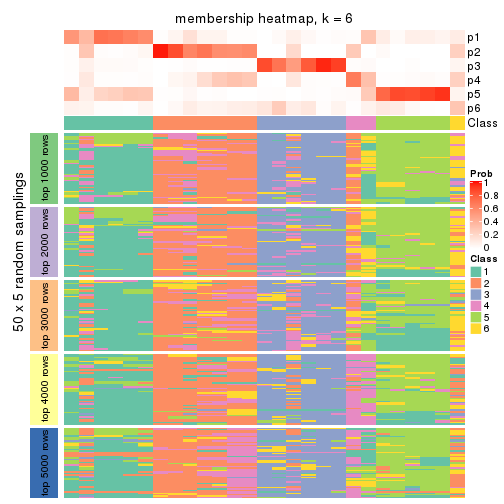 membership heatmap, k = 6
p1
p2
p3
p4
p5
p6
Class
50 x 5 random samplings
top 1000 rows
top 2000 rows
top 3000 rows
top 4000 rows
top 5000 rows
Prob
1
0.8
0.6
0.4
0.2
0
Class
1
2
3
4
5
6